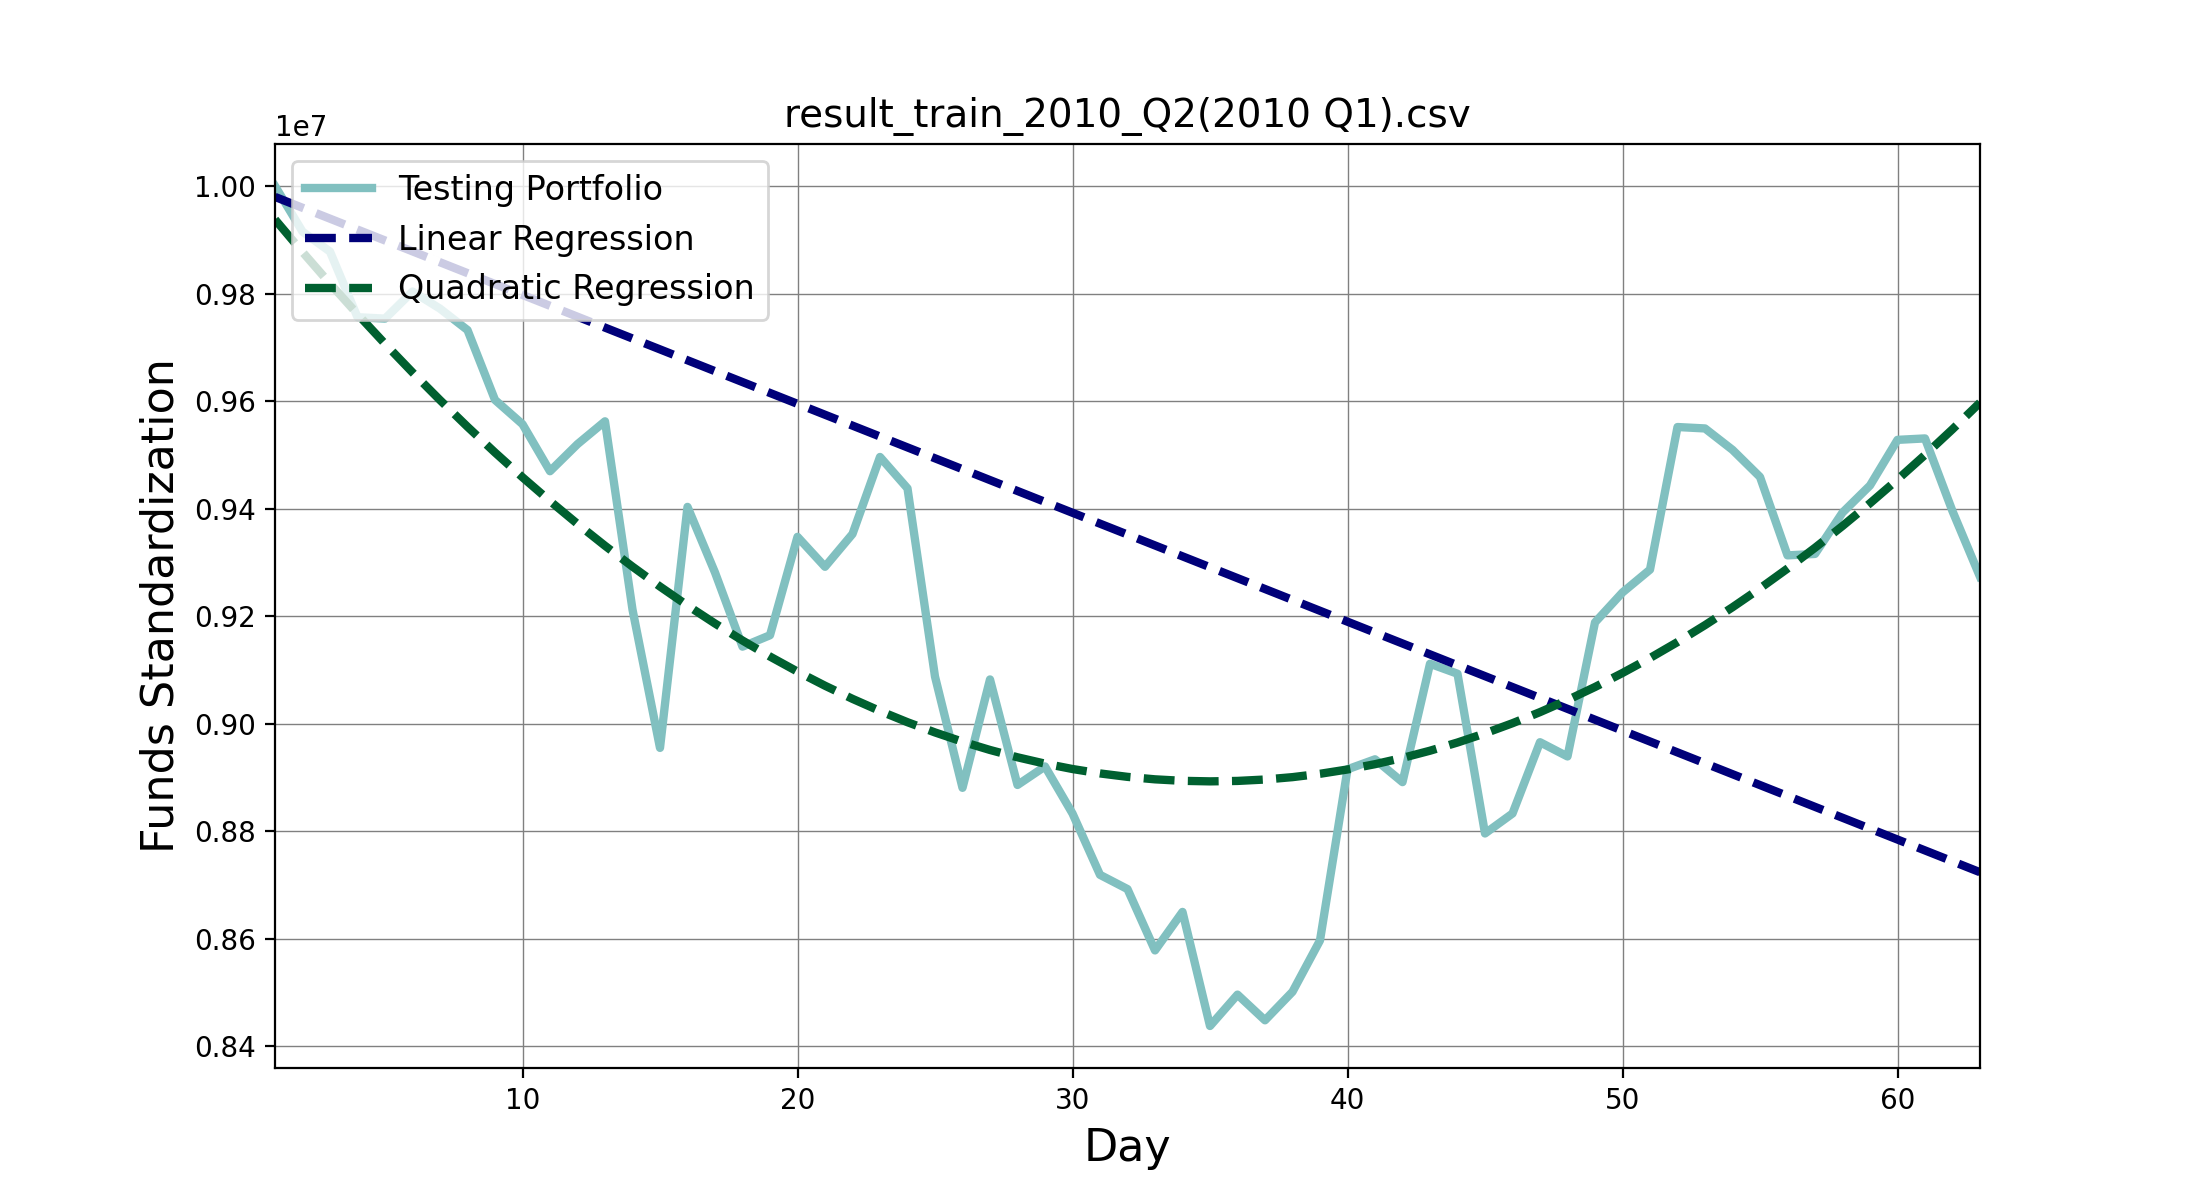 result_train_2010_Q2(2010 Q1).csv
1e7
Testing Portfolio
Linear Regression
Quadratic Regression
Funds Standardization
1.00
0.98
0.96
0.94
0.92
0.90
0.88
0.86
0.84
10 20 30 40 50 60
Day